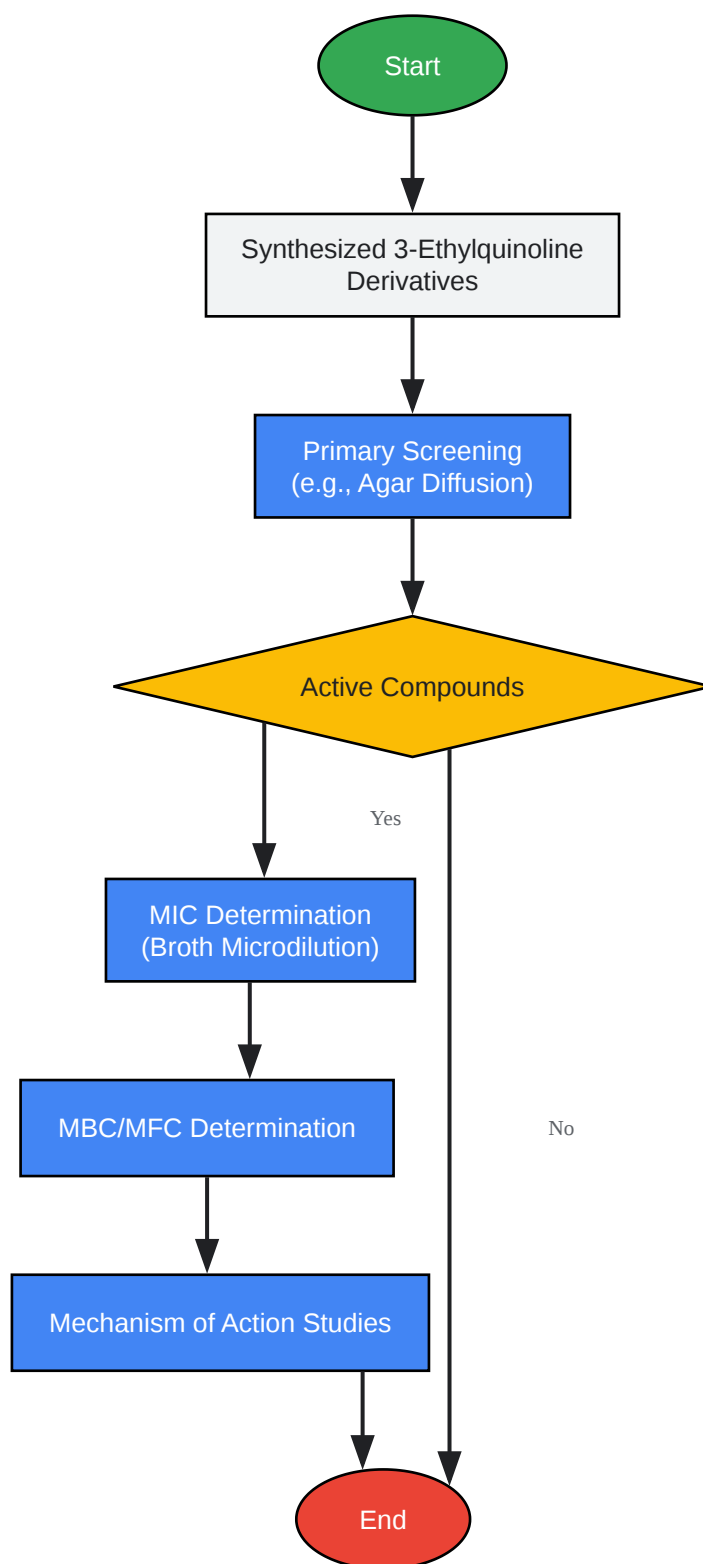 Start
Synthesized 3-Ethylquinoline
Derivatives
Primary Screening
(e.g., Agar Diffusion)
Active Compounds
Yes
MIC Determination
(Broth Microdilution)
MBC/MFC Determination
No
Mechanism of Action Studies
End